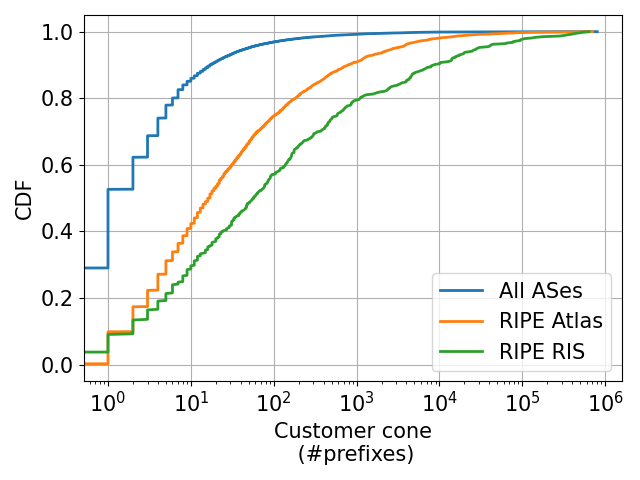 1.0
0.8
0.6
0.4
0.2
0.0
CDF
All ASes
RIPE Atlas
RIPE RIS
10^0 10^1 10^2 10^3 10^4 10^5 10^6
Customer cone
(#prefixes)